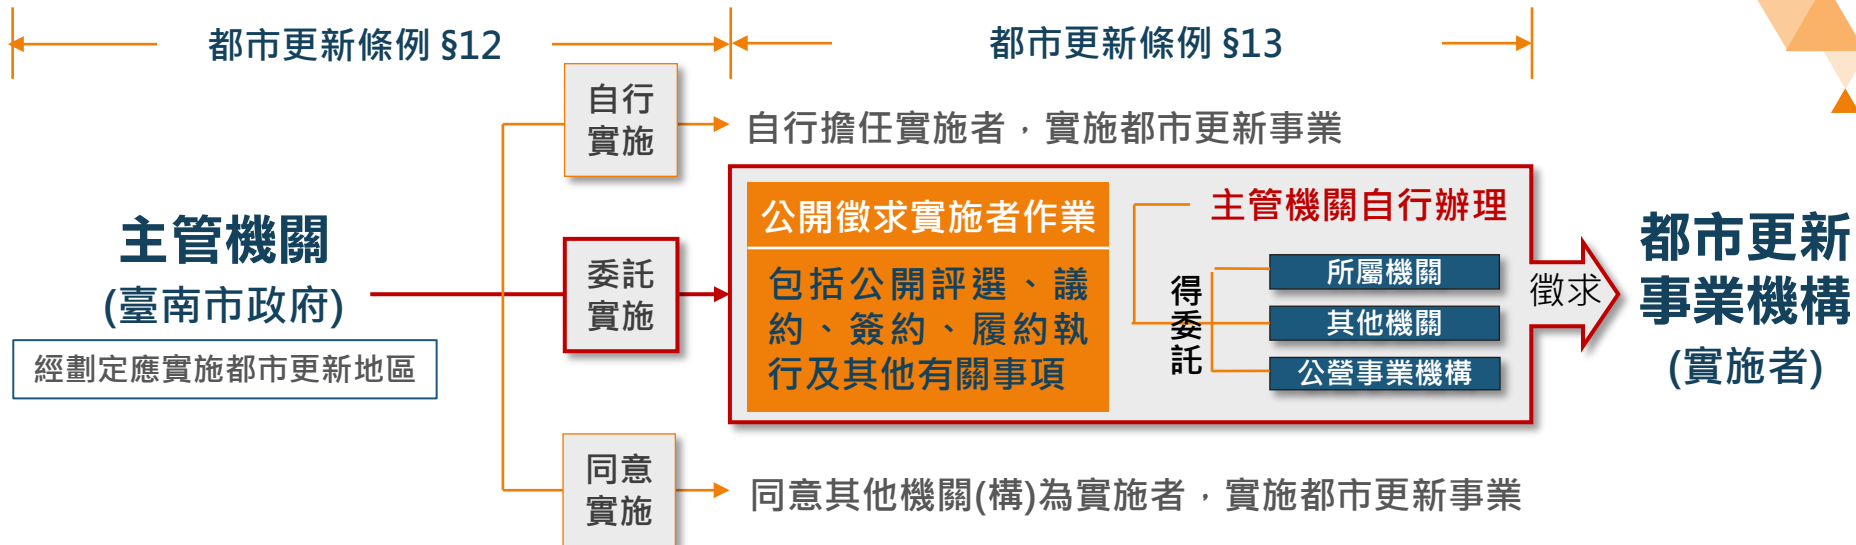 都市更新條例 §12
都市更新條例 §13
主管機關
(臺南市政府)
經劃定應實施都市更新地區
自行
實施
自行擔任實施者，實施都市更新事業
委託
實施
公開徵求實施者作業
包括公開評選、議
約、簽約、履約執
行及其他有關事項
主管機關自行辦理
得委託
所屬機關
其他機關
公營事業機構
徵求
同意
實施
同意其他機關(構)為實施者，實施都市更新事業
都市更新
事業機構
(實施者)